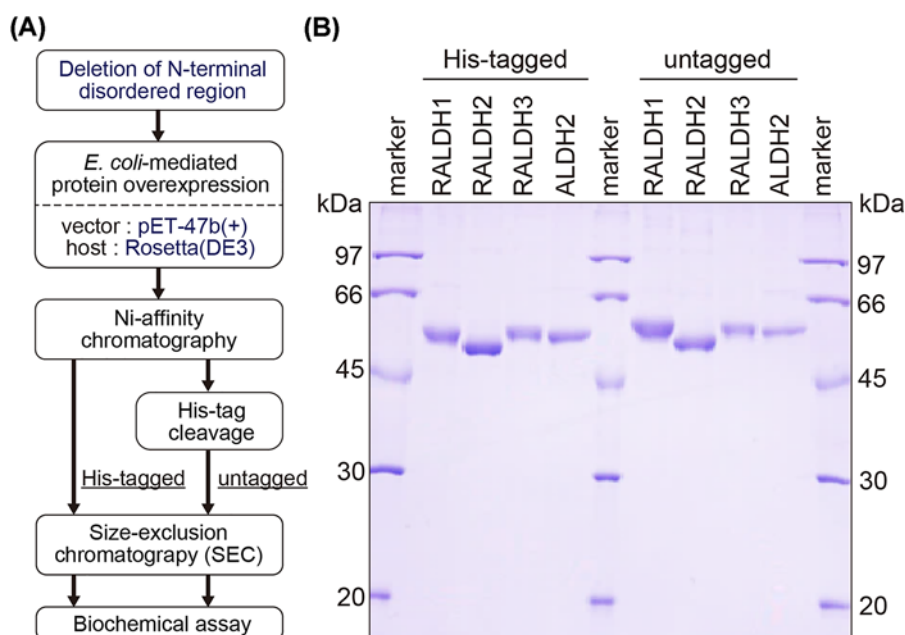 (A)
Deletion of N-terminal
disordered region
E. coli-mediated
protein overexpression
vector : pET-47b(+)
host : Rosetta(DE3)
Ni-affinity
chromatography
His-tag
cleavage
His-tagged
untagged
Size-exclusion
chromatograpy (SEC)
Biochemical assay
(B)
His-tagged
untagged
marker
RALDH1
RALDH2
RALDH3
ALDH2
marker
RALDH1
RALDH2
RALDH3
ALDH2
marker
kDa
97
66
45
30
20
kDa
97
66
45
30
20